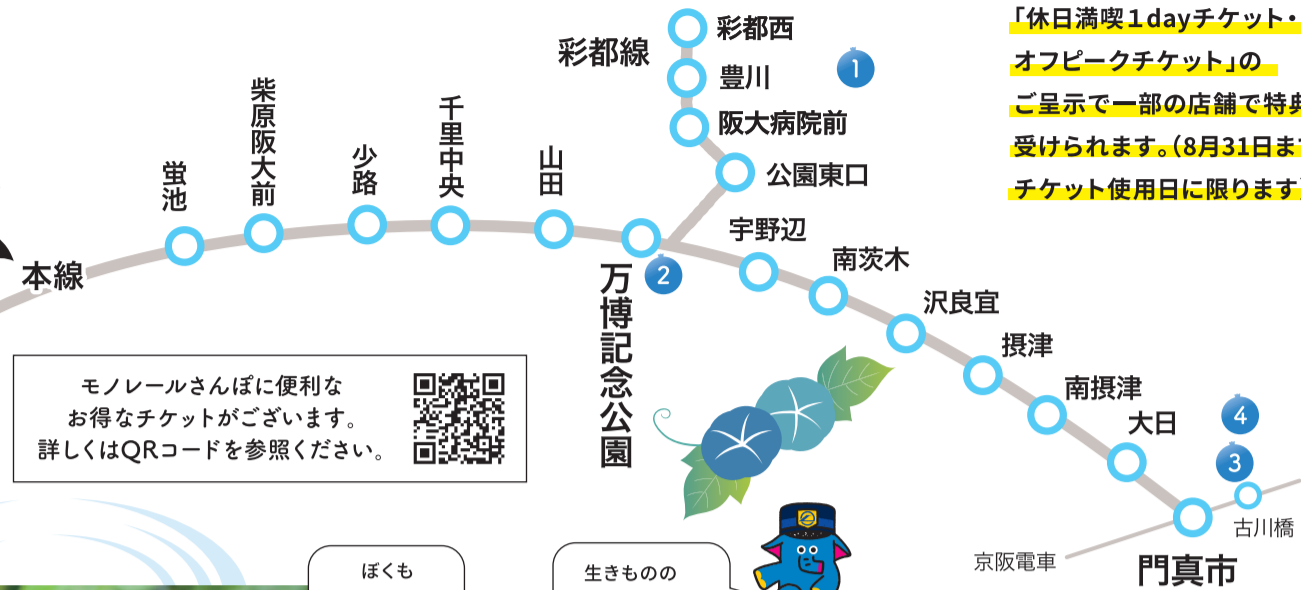 彩都線
彩都西
豊川
阪大病院前
公園東口
1
「休日満喫1dayチケット・
オフピークチケット」の
ご呈示で一部の店舗で特典
受けられます。（8月31日ま
チケット使用日に限ります
本線
蛍池
柴原阪大前
少路
千里中央
山田
万博記念公園
2
宇野辺
南茨木
沢良宜
摂津
南摂津
大日
門真市
4
3
古川橋
京阪電車
モノレールさんぽに便利な
お得なチケットがございます。
詳しくはQRコードを参照ください。
ぼくも
生きものの